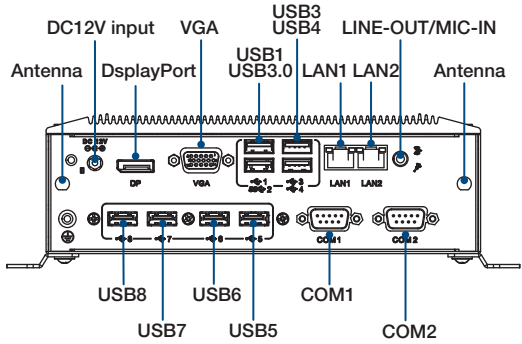 USB3
DC12V input VGA USB4 LINE-OUT/MIC-IN
USB1
Antenna DsplayPort USB3.0 LAN1 LAN2 Antenna
DC 12V
DP VGA 1 3 LAN1 LAN2
SS 2 4
8 7 6 5 COM1 COM2
USB8 USB6 COM1
USB7 USB5 COM2